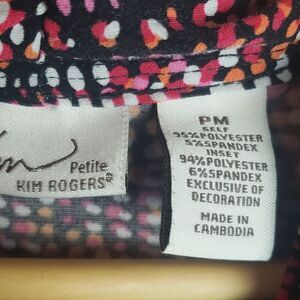 Petite
KIM ROGERS®
PM
SELF
95%POLYESTER
5%SPANDEX
INSET
94%POLYESTER
6%SPANDEX
EXCLUSIVE OF
DECORATION
MADE IN
CAMBODIA